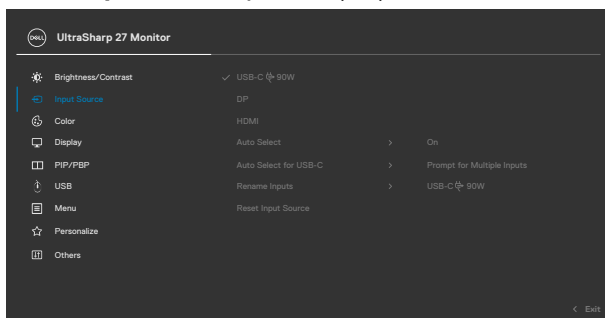 DELL UltraSharp 27 Monitor
Brightness/Contrast ✓ USB-C 90W
Input Source DP
Color HDMI
Display Auto Select > On
PIP/PBP Auto Select for USB-C > Prompt for Multiple Inputs
USB Rename Inputs > USB-C 90W
Menu Reset Input Source
Personalize
Others
< Exit